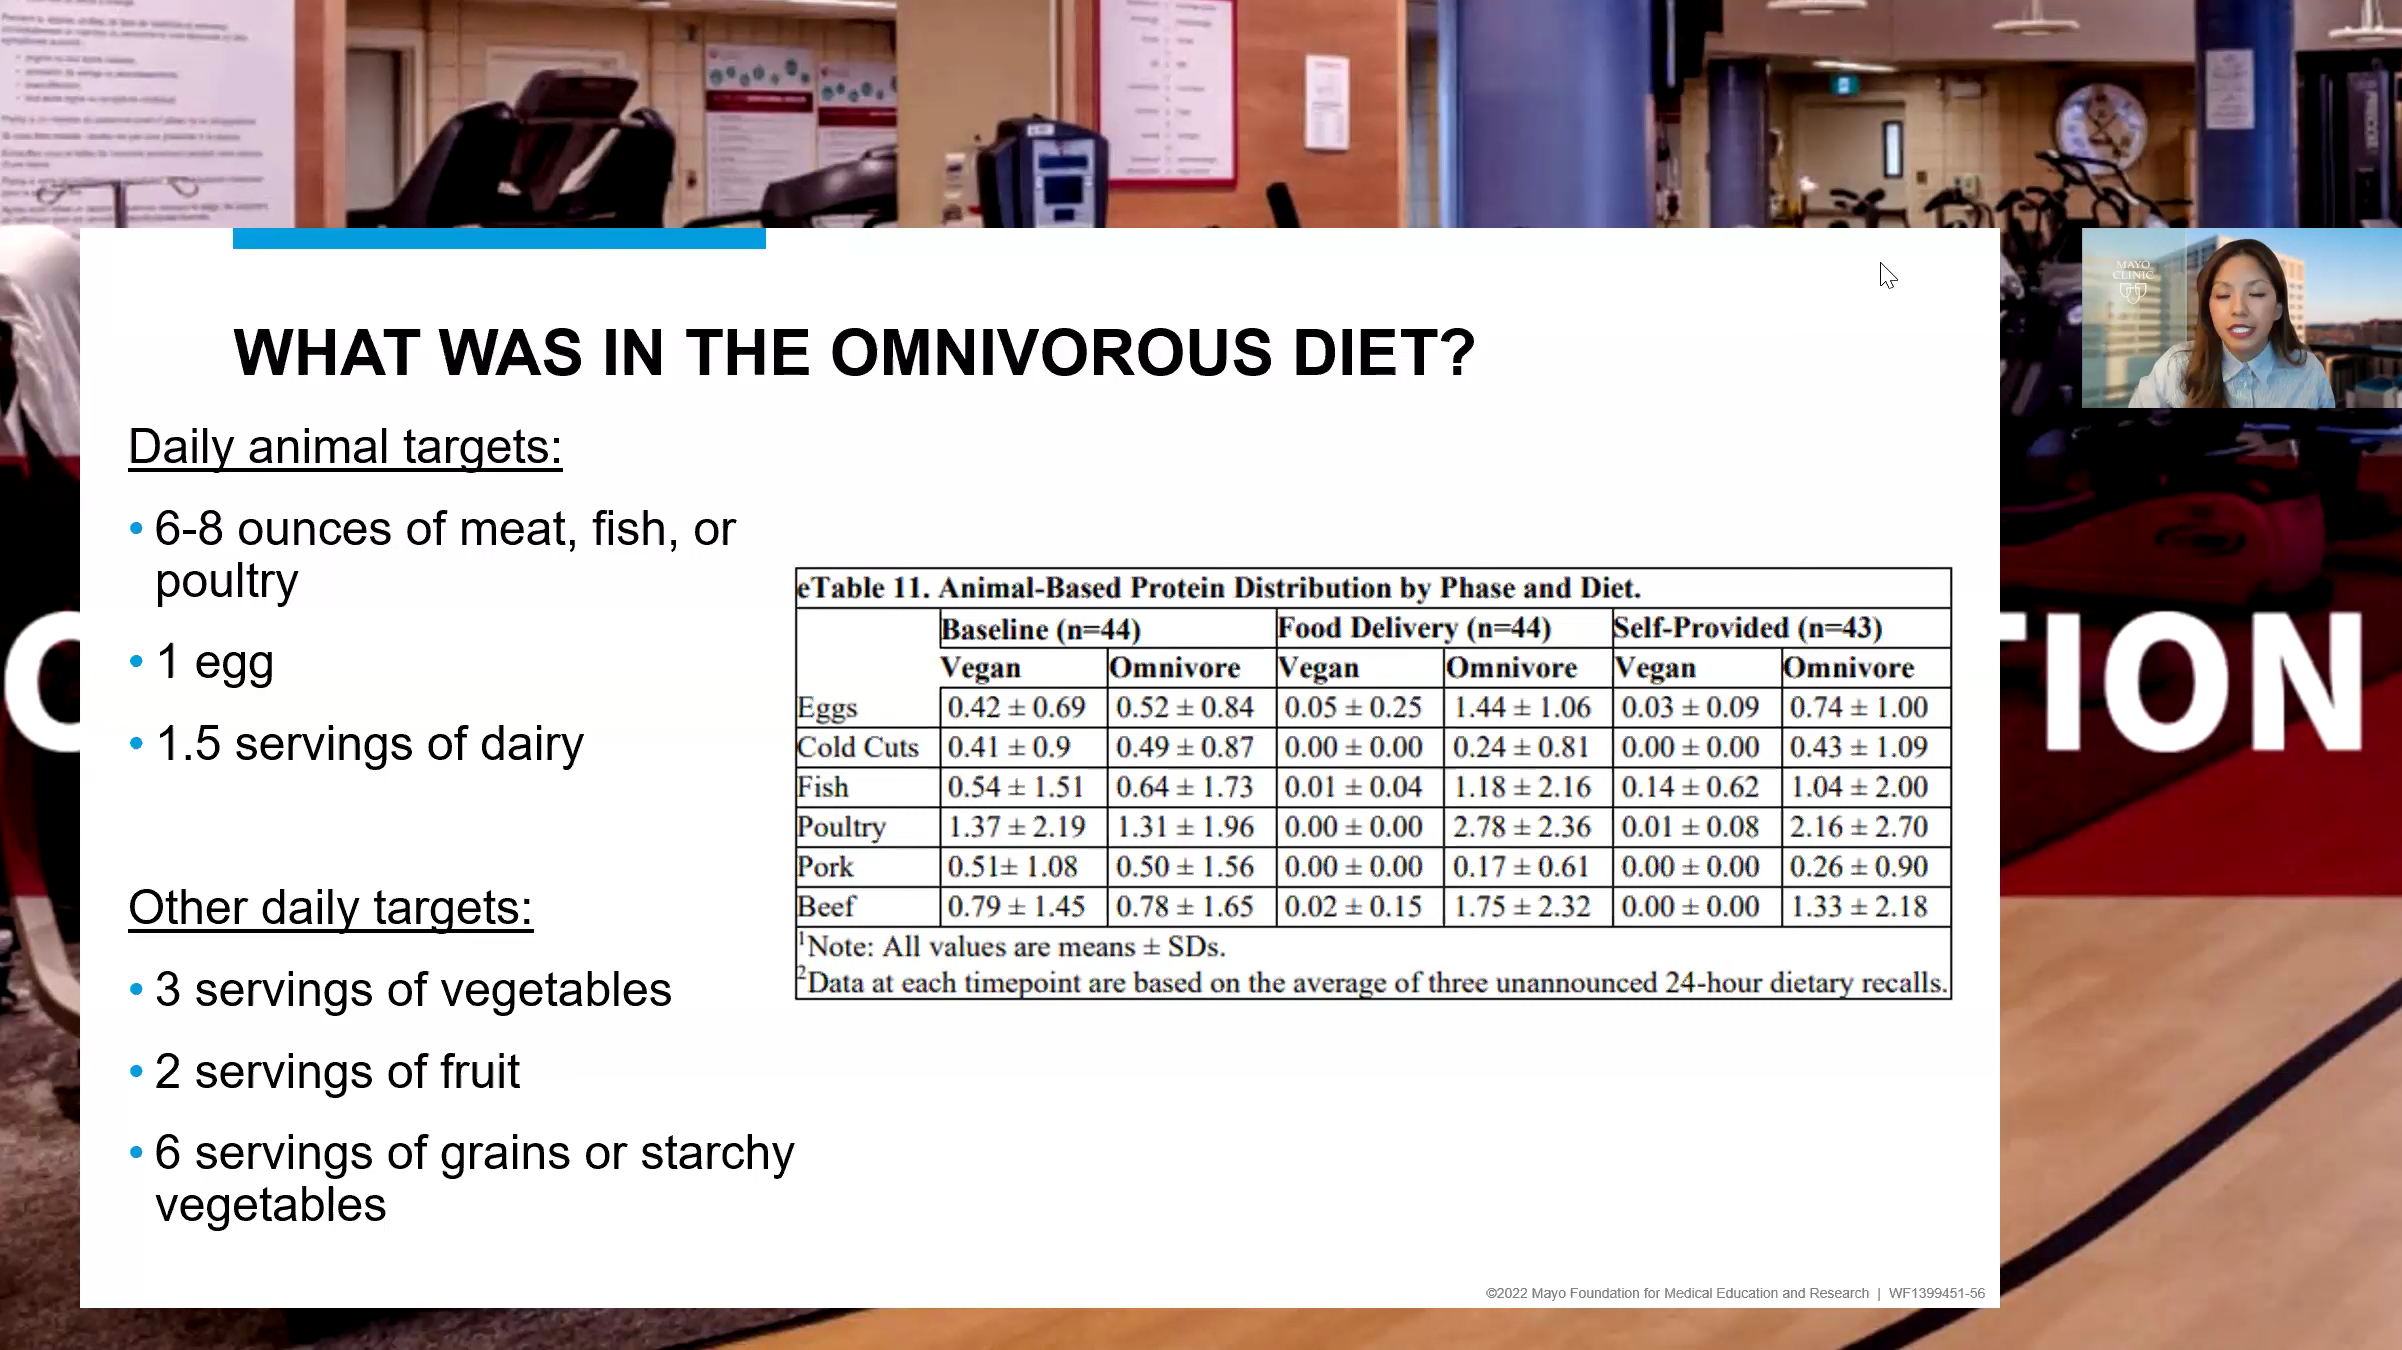 WHAT WAS IN THE OMNIVOROUS DIET?
Daily animal targets:
• 6-8 ounces of meat, fish, or
poultry
• 1 egg
• 1.5 servings of dairy
Other daily targets:
• 3 servings of vegetables
• 2 servings of fruit
• 6 servings of grains or starchy
vegetables
eTable 11. Animal-Based Protein Distribution by Phase and Diet.
Baseline (n=44) Food Delivery (n=44) Self-Provided (n=43)
Vegan Omnivore Vegan Omnivore Vegan Omnivore
Eggs 0.42 ± 0.69 0.52 ± 0.84 0.05 ± 0.25 1.44 ± 1.06 0.03 ± 0.09 0.74 ± 1.00
Cold Cuts 0.41 ± 0.9 0.49 ± 0.87 0.00 ± 0.00 0.24 ± 0.81 0.00 ± 0.00 0.43 ± 1.09
Fish 0.54 ± 1.51 0.64 ± 1.73 0.01 ± 0.04 1.18 ± 2.16 0.14 ± 0.62 1.04 ± 2.00
Poultry 1.37 ± 2.19 1.31 ± 1.96 0.00 ± 0.00 2.78 ± 2.36 0.01 ± 0.08 2.16 ± 2.70
Pork 0.51± 1.08 0.50 ± 1.56 0.00 ± 0.00 0.17 ± 0.61 0.00 ± 0.00 0.26 ± 0.90
Beef 0.79 ± 1.45 0.78 ± 1.65 0.02 ± 0.15 1.75 ± 2.32 0.00 ± 0.00 1.33 ± 2.18
¹Note: All values are means ± SDs.
²Data at each timepoint are based on the average of three unannounced 24-hour dietary recalls.
©2022 Mayo Foundation for Medical Education and Research | WF1399451-56
MAYO
CLINIC
TION